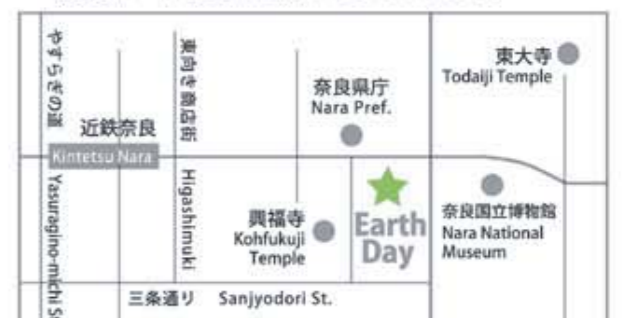 やすらぎの道
東向き商店街
東大寺
Todaiji Temple
奈良県庁
Nara Pref.
近鉄奈良
Kintetsu Nara
Yasuragino-michi S
Higashimuki
興福寺
Kohfukuji
Temple
Earth
Day
奈良国立博物館
Nara National
Museum
三条通り Sanjyodori St.